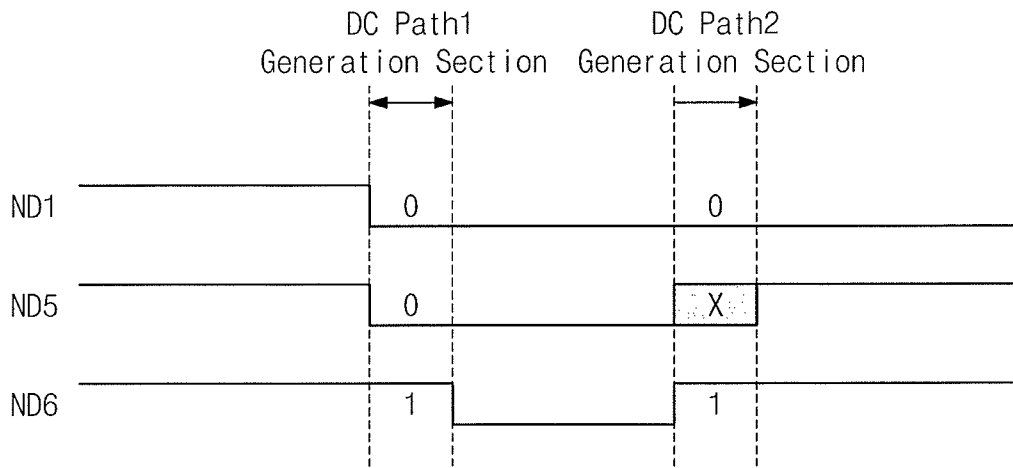 DC Path1 DC Path2
Generation Section Generation Section
ND1 0 0
ND5 0 X
ND6 1 1